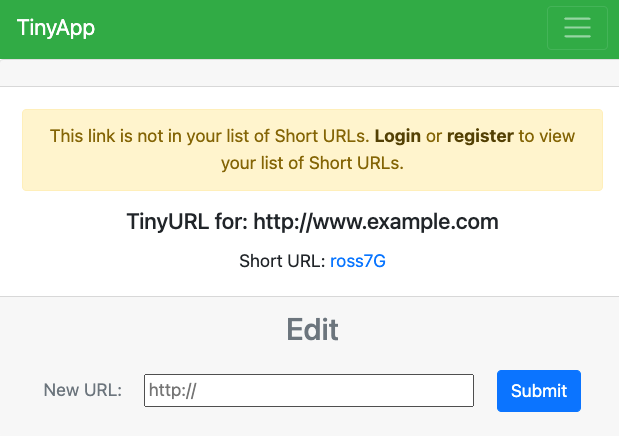 TinyApp
This link is not in your list of Short URLs. Login or register to view
your list of Short URLs.
TinyURL for: http://www.example.com
Short URL: ross7G
Edit
New URL: http:// Submit